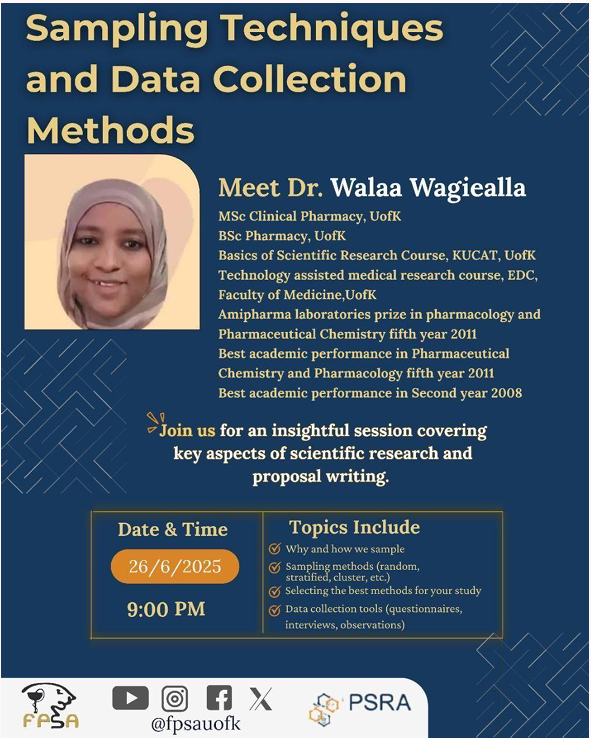 Sampling Techniques
and Data Collection
Methods
Meet Dr. Walaa Wagiealla
MSc Clinical Pharmacy, UofK
BSc Pharmacy, UofK
Basics of Scientific Research Course, KUCAT, UofK
Technology assisted medical research course, EDC,
Faculty of Medicine,UofK
Amipharma laboratories prize in pharmacology and
Pharmaceutical Chemistry fifth year 2011
Best academic performance in Pharmaceutical
Chemistry and Pharmacology fifth year 2011
Best academic performance in Second year 2008
Join us for an insightful session covering
key aspects of scientific research and
proposal writing.
Date & Time
26/6/2025
9:00 PM
Topics Include
Why and how we sample
Sampling methods (random,
stratified, cluster, etc.)
Selecting the best methods for your study
Data collection tools (questionnaires,
interviews, observations)
FPSA
@fpsauofk
PSRA